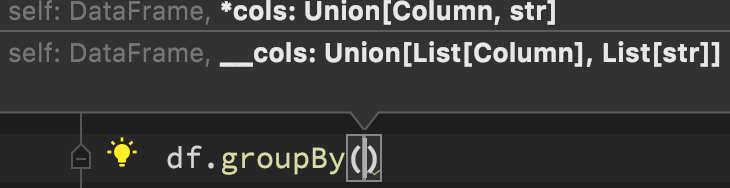 self: DataFrame, *cols: Union[Column, str]
self: DataFrame, __cols: Union[List[Column], List[str]]
df.groupBy()